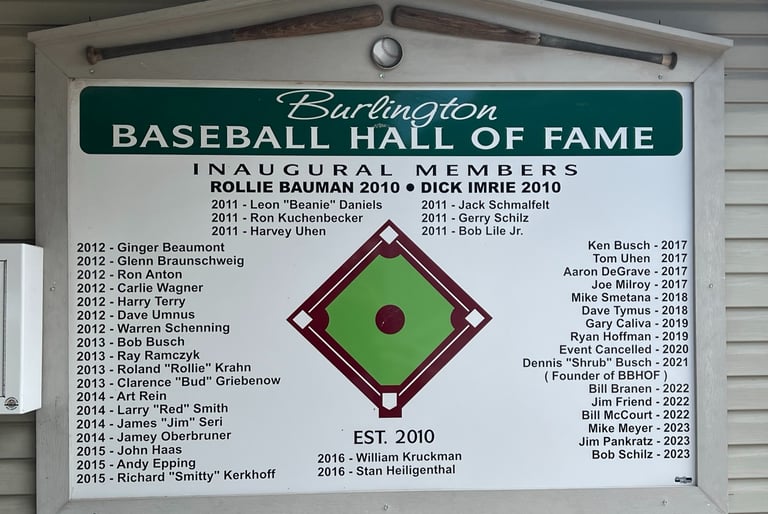 Burlington
BASEBALL HALL OF FAME
INAUGURAL MEMBERS
ROLLIE BAUMAN 2010 • DICK IMRIE 2010
2011 - Leon "Beanie" Daniels
2011 - Ron Kuchenbecker
2011 - Harvey Uhen
2011 - Jack Schmalfelt
2011 - Gerry Schilz
2011 - Bob Lile Jr.
2012 - Ginger Beaumont
2012 - Glenn Braunschweig
2012 - Ron Anton
2012 - Carlie Wagner
2012 - Harry Terry
2012 - Dave Umnus
2012 - Warren Schenning
2013 - Bob Busch
2013 - Ray Ramczyk
2013 - Roland "Rollie" Krahn
2013 - Clarence "Bud" Griebenow
2014 - Art Rein
2014 - Larry "Red" Smith
2014 - James "Jim" Seri
2014 - Jamey Oberbruner
2015 - John Haas
2015 - Andy Epping
2015 - Richard "Smitty" Kerkhoff
EST. 2010
2016 - William Kruckman
2016 - Stan Heiligenthal
Ken Busch - 2017
Tom Uhen 2017
Aaron DeGrave - 2017
Joe Milroy - 2017
Mike Smetana - 2018
Dave Tymus - 2018
Gary Caliva - 2019
Ryan Hoffman - 2019
Event Cancelled - 2020
Dennis "Shrub" Busch - 2021
( Founder of BBHOF )
Bill Branen - 2022
Jim Friend - 2022
Bill McCourt - 2022
Mike Meyer - 2023
Jim Pankratz - 2023
Bob Schilz - 2023